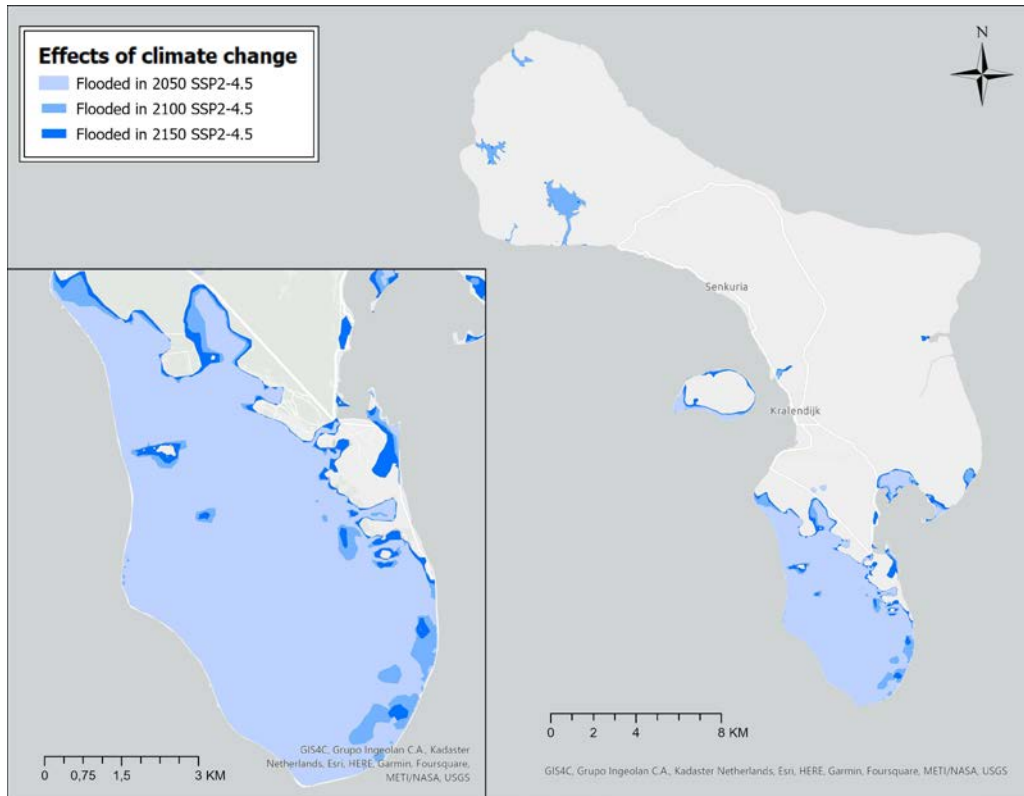 Effects of climate change
Flooded in 2050 SSP2-4.5
Flooded in 2100 SSP2-4.5
Flooded in 2150 SSP2-4.5
N
Senkuria
Kralendijk
GIS4C, Grupo Ingeolan C.A., Kadaster
Netherlands, Esri, HERE, Garmin, Foursquare,
METI/NASA, USGS
0 0,75 1,5 3 KM
0 2 4 8 KM
GIS4C, Grupo Ingeolan C.A., Kadaster Netherlands, Esri, HERE, Garmin, Foursquare, METI/NASA, USGS